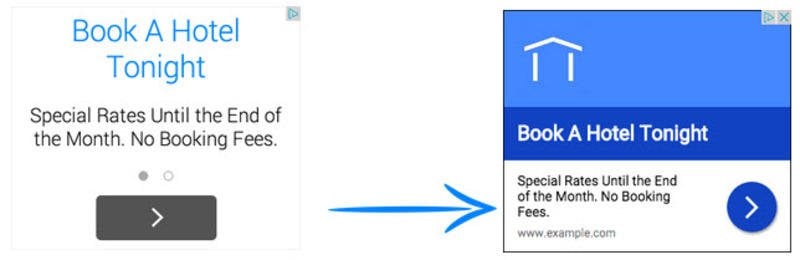 Book A Hotel
Tonight
Special Rates Until the End of
the Month. No Booking Fees.
Book A Hotel Tonight
Special Rates Until the End
of the Month. No Booking
Fees.
www.example.com